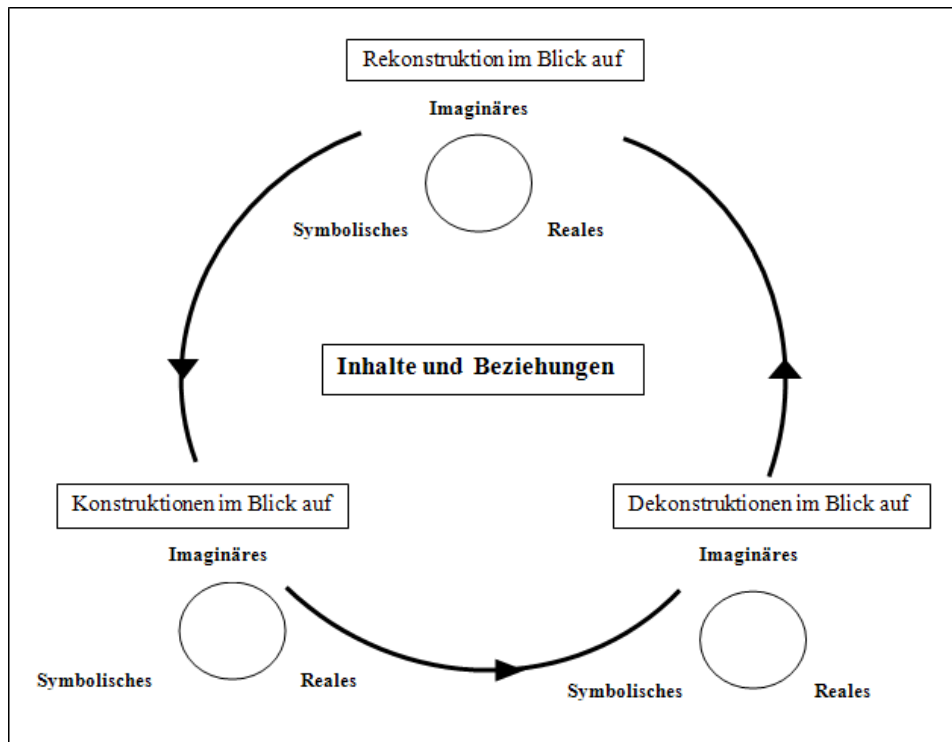 Rekonstruktion im Blick auf
Imaginäres
Symbolisches Reales
Inhalte und Beziehungen
Konstruktionen im Blick auf
Imaginäres
Symbolisches Reales
Dekonstruktionen im Blick auf
Imaginäres
Symbolisches Reales